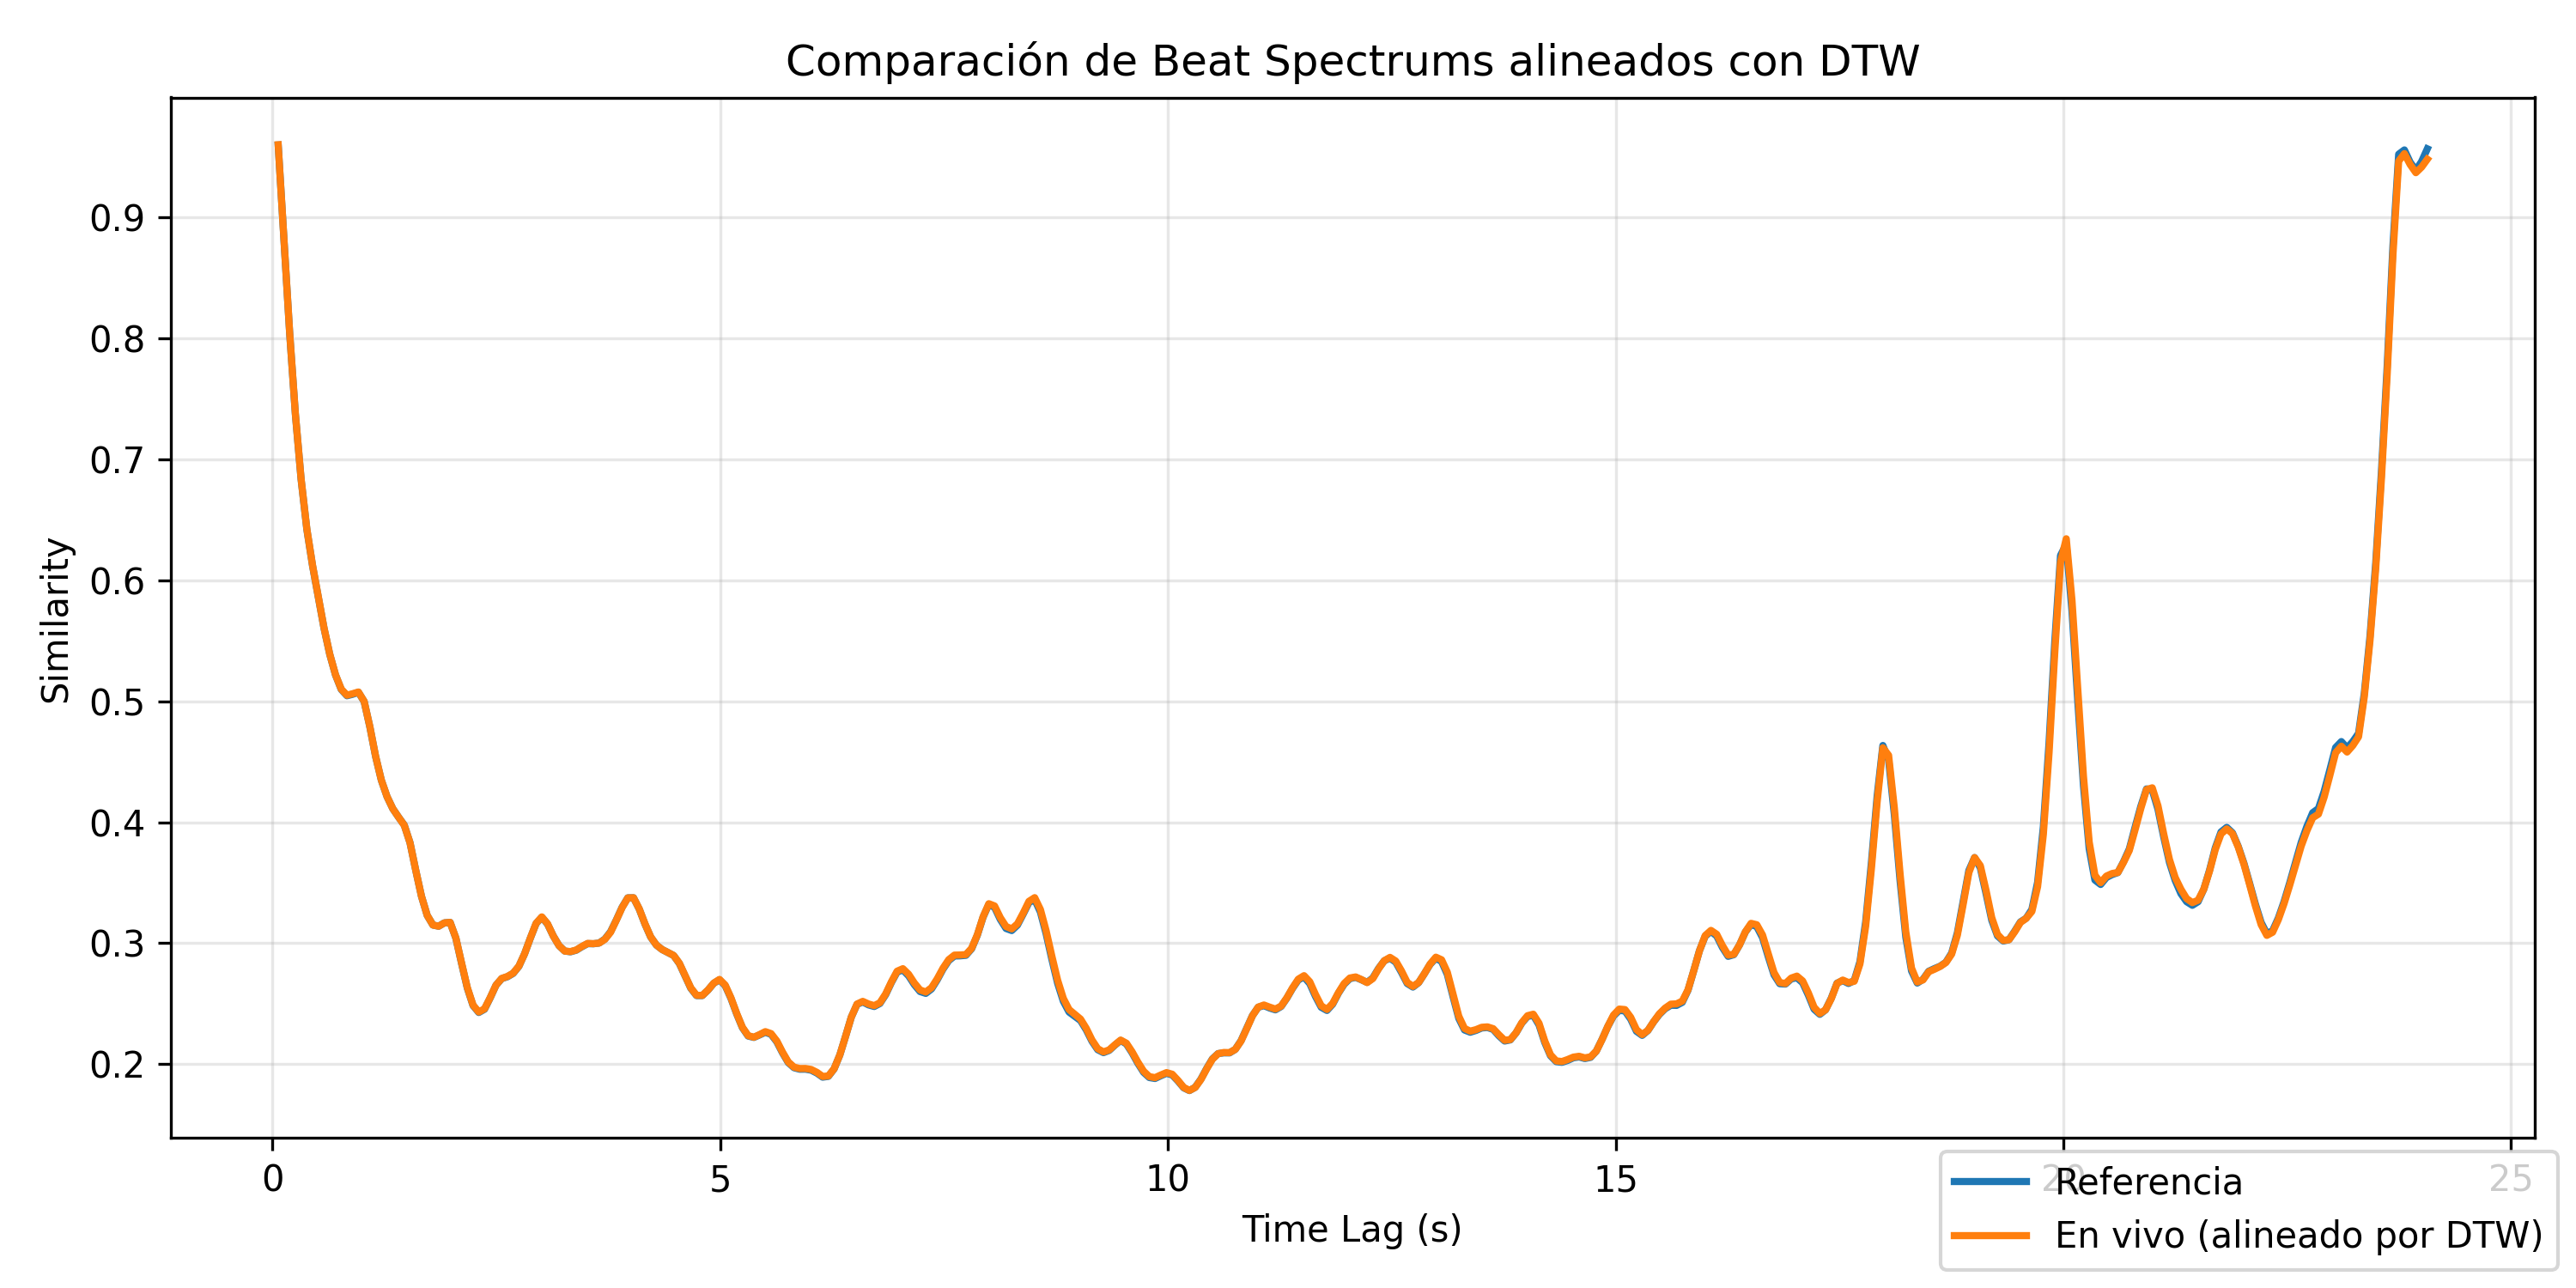 Comparación de Beat Spectrums alineados con DTW
Similarity
0.9
0.8
0.7
0.6
0.5
0.4
0.3
0.2
0 5 10 15 20 25
Time Lag (s)
Referencia
En vivo (alineado por DTW)